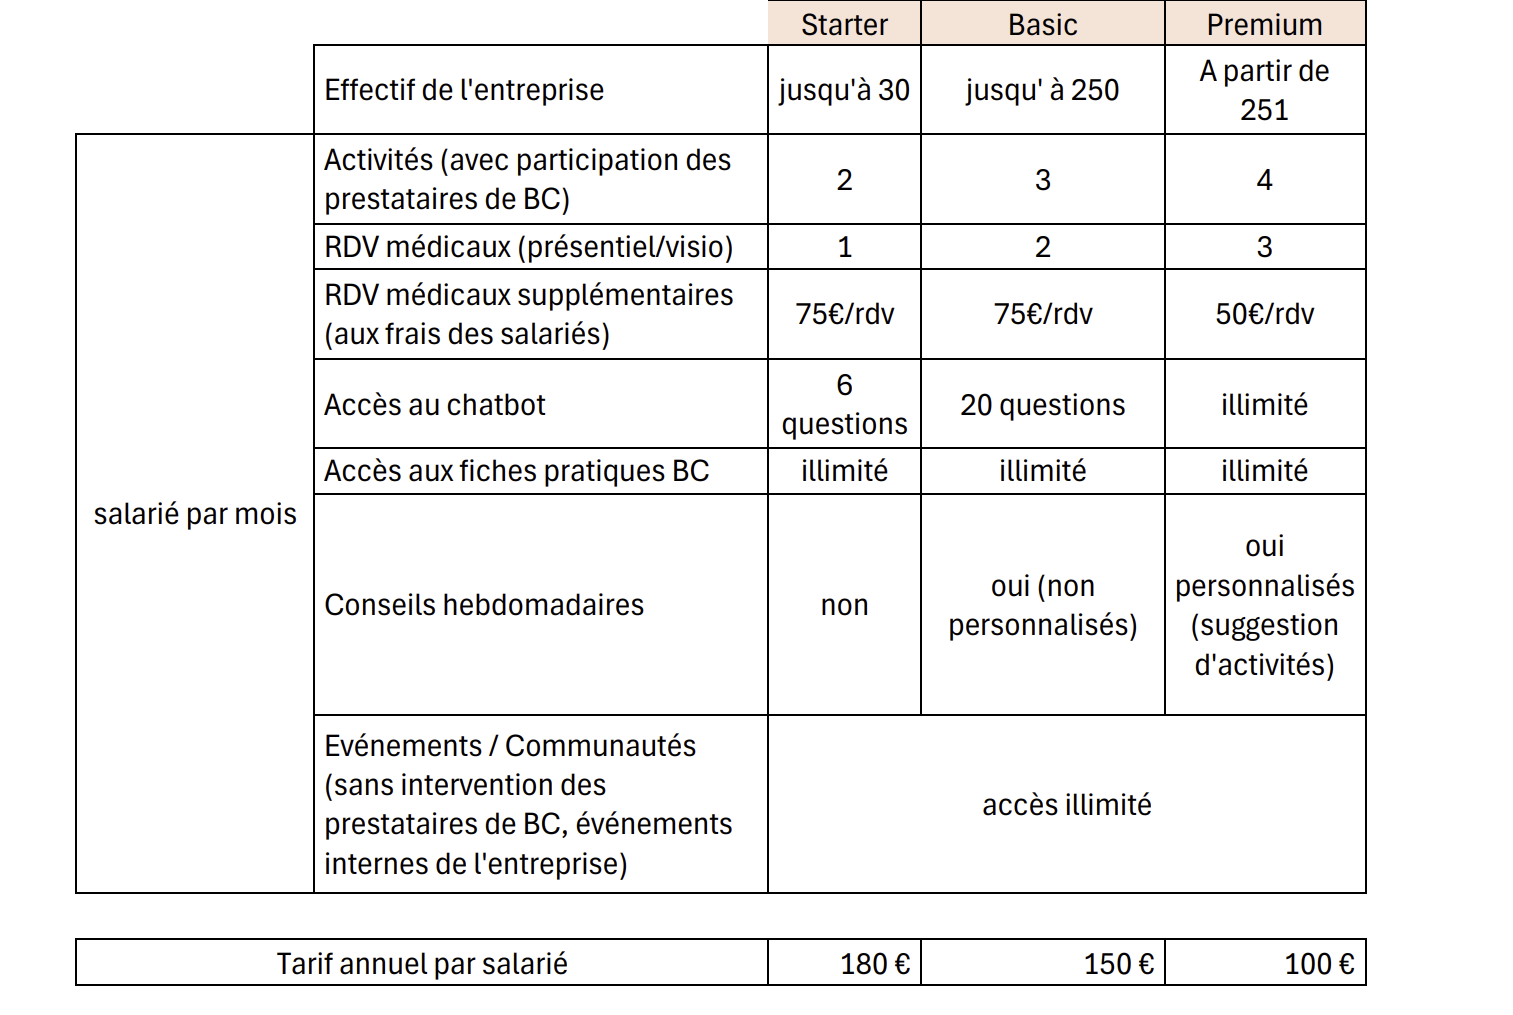 Starter Basic Premium
Effectif de l'entreprise jusqu'à 30 jusqu' à 250 A partir de
251
salarié par mois
Activités (avec participation des
prestataires de BC) 2 3 4
RDV médicaux (présentiel/visio) 1 2 3
RDV médicaux supplémentaires
(aux frais des salariés) 75€/rdv 75€/rdv 50€/rdv
Accès au chatbot 6
questions 20 questions illimité
Accès aux fiches pratiques BC illimité illimité illimité
Conseils hebdomadaires non oui (non
personnalisés) oui
personnalisés
(suggestion
d'activités)
Evénements / Communautés
(sans intervention des
prestataires de BC, événements
internes de l'entreprise) accès illimité
Tarif annuel par salarié 180 € 150 € 100 €